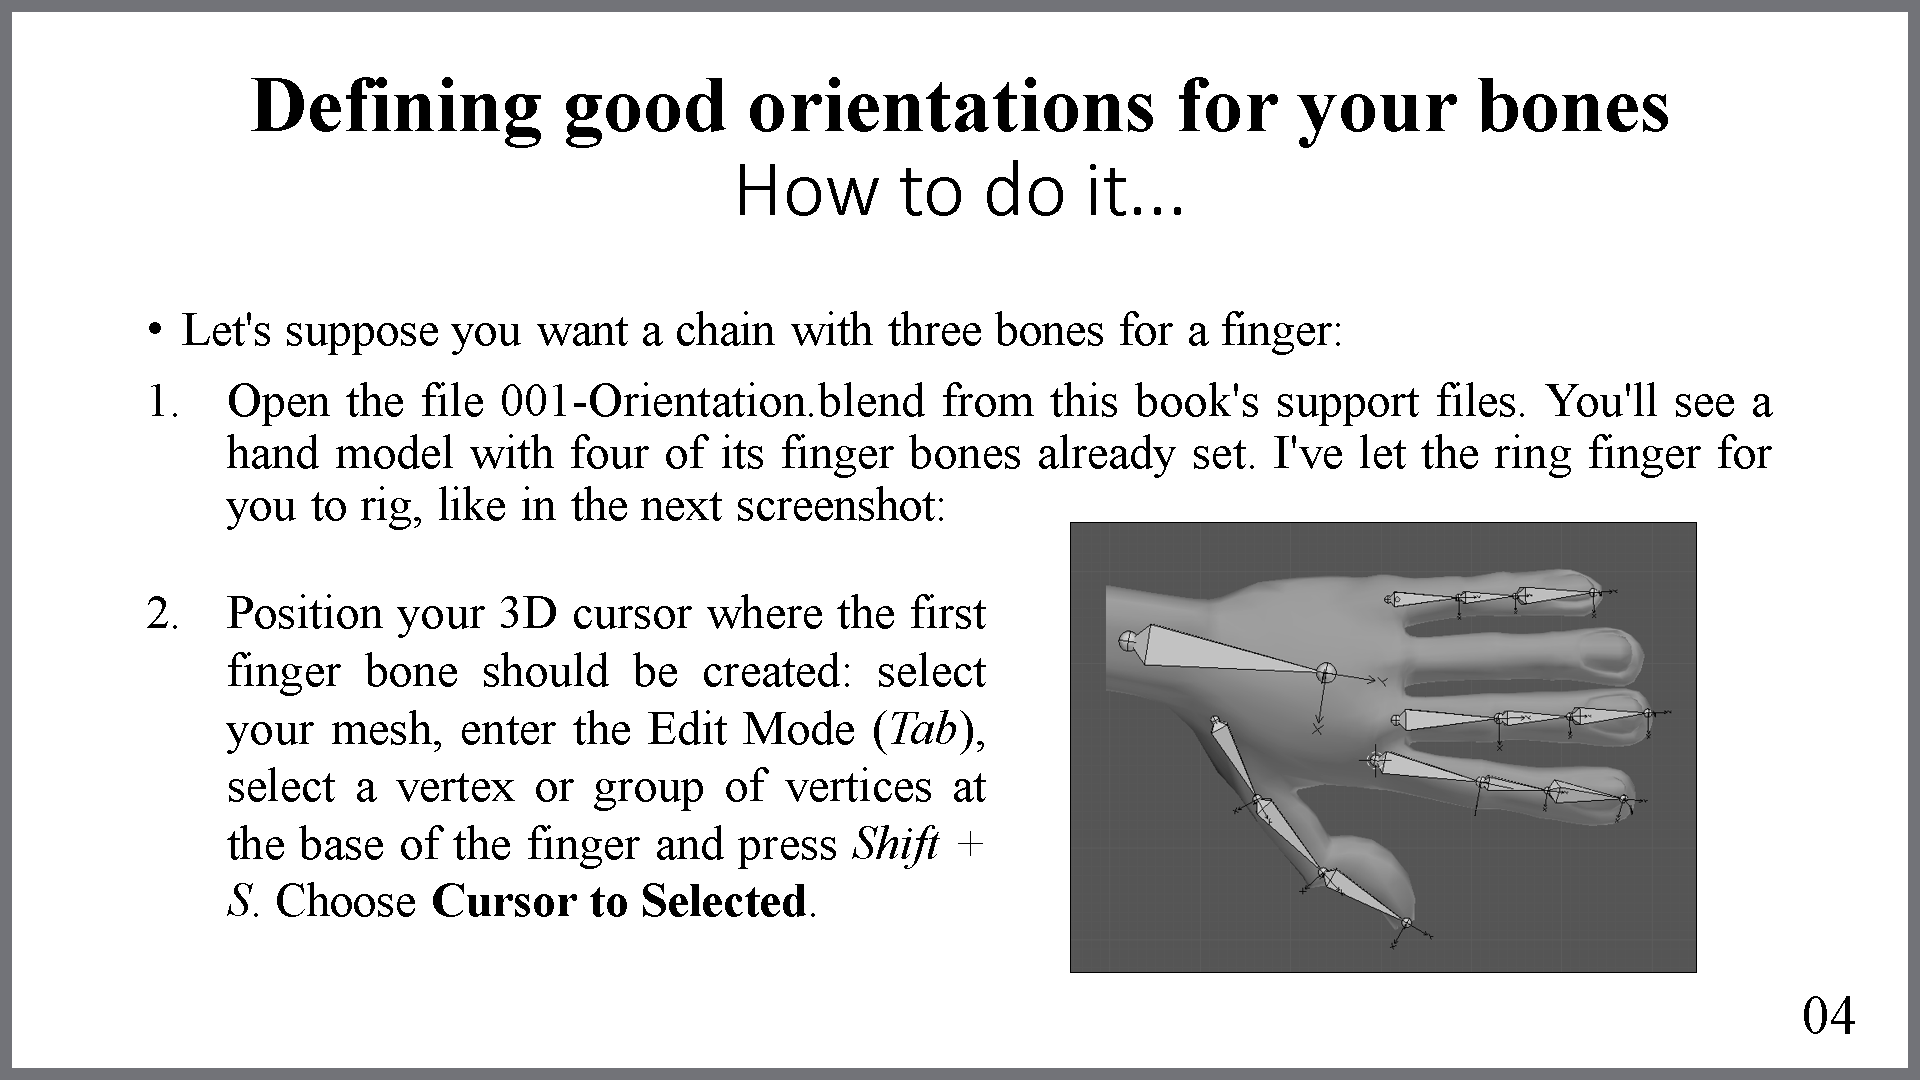 Defining good orientations for your bones
How to do it...
• Let's suppose you want a chain with three bones for a finger:
1. Open the file 001-Orientation.blend from this book's support files. You'll see a
hand model with four of its finger bones already set. I've let the ring finger for
you to rig, like in the next screenshot:
2. Position your 3D cursor where the first
finger bone should be created: select
your mesh, enter the Edit Mode (Tab),
select a vertex or group of vertices at
the base of the finger and press Shift +
S. Choose Cursor to Selected.
Y
X
04